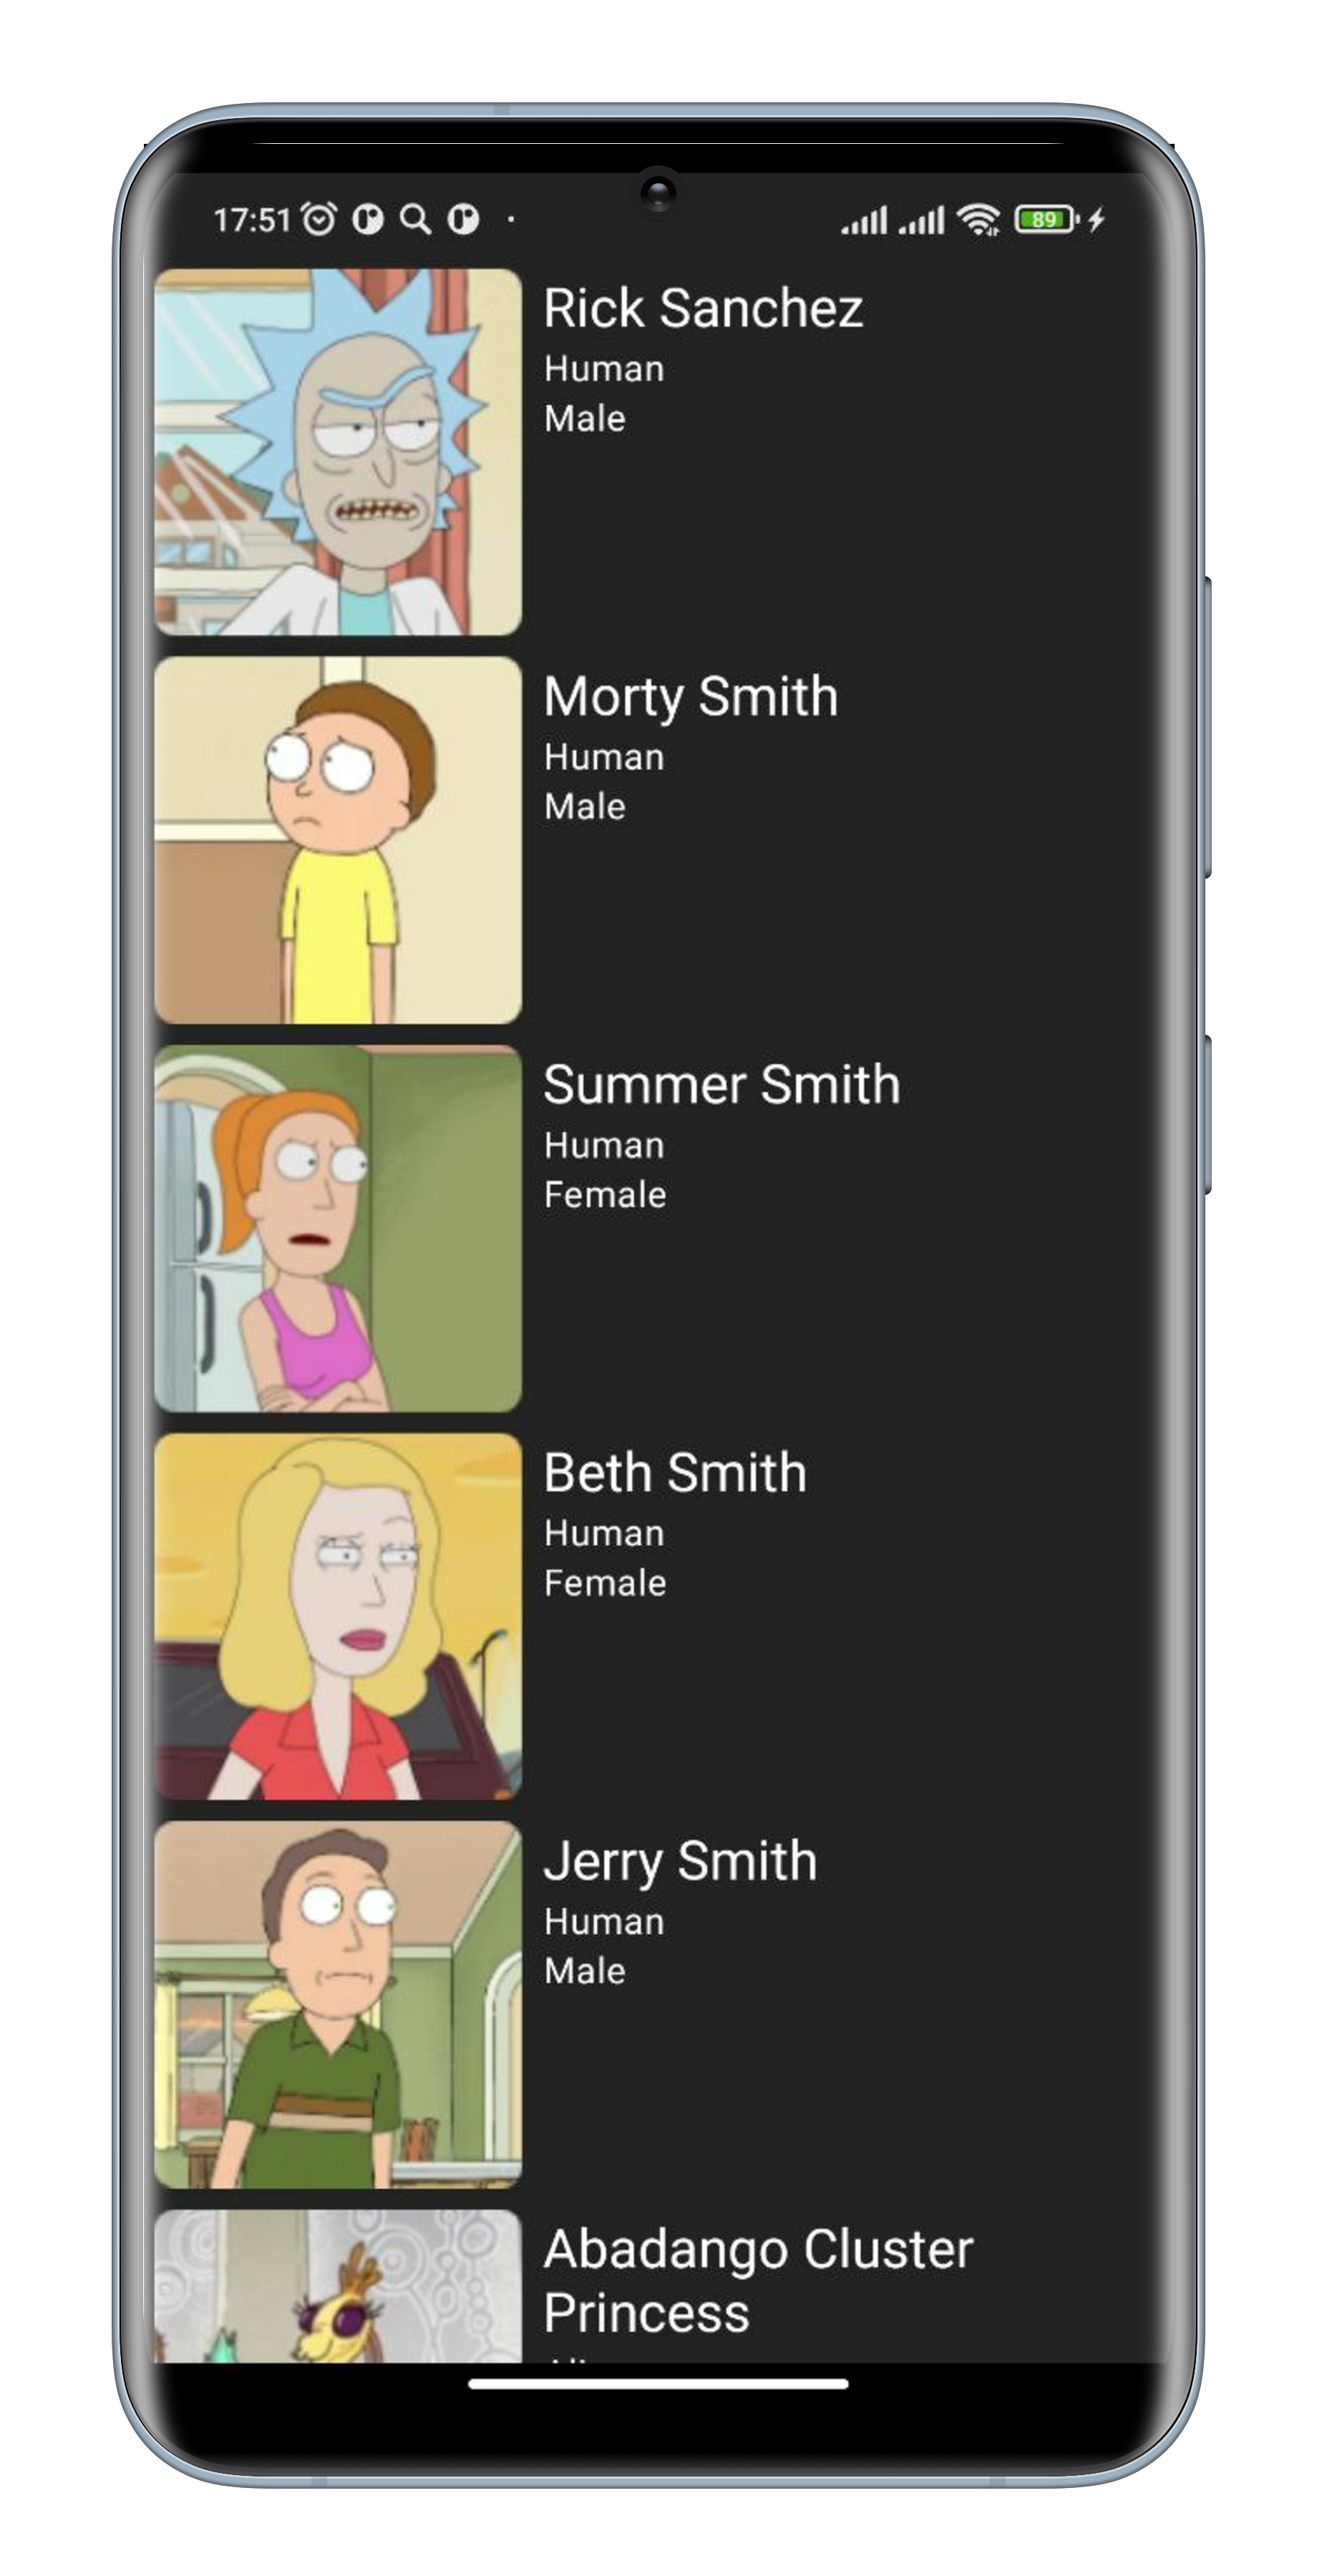 17:51
89
Rick Sanchez
Human
Male
Morty Smith
Human
Male
Summer Smith
Human
Female
Beth Smith
Human
Female
Jerry Smith
Human
Male
Abadango Cluster
Princess